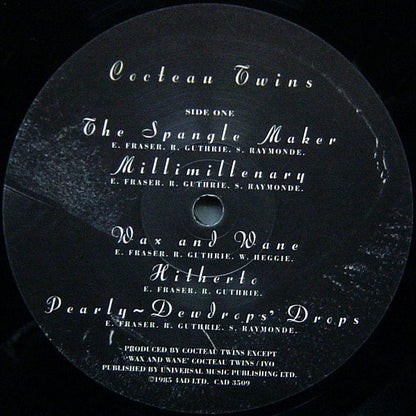 Cocteau Twins
SIDE ONE
The Spangle Maker
E. FRASER. R. GUTHRIE. S. RAYMONDE.
Millimillenary
E. FRASER. R. GUTHRIE. S. RAYMONDE.
Wax and Wane
E. FRASER. R. GUTHRIE. W. HEGGIE.
Hitherto
E. FRASER. R. GUTHRIE.
Pearly~Dewdrops' Drops
E. FRASER. R. GUTHRIE. S. RAYMONDE.
PRODUCED BY COCTEAU TWINS EXCEPT
"WAX AND WANE" COCTEAU TWINS / IVO
PUBLISHED BY UNIVERSAL MUSIC PUBLISHING LTD.
©1985 4AD LTD. CAD 3509